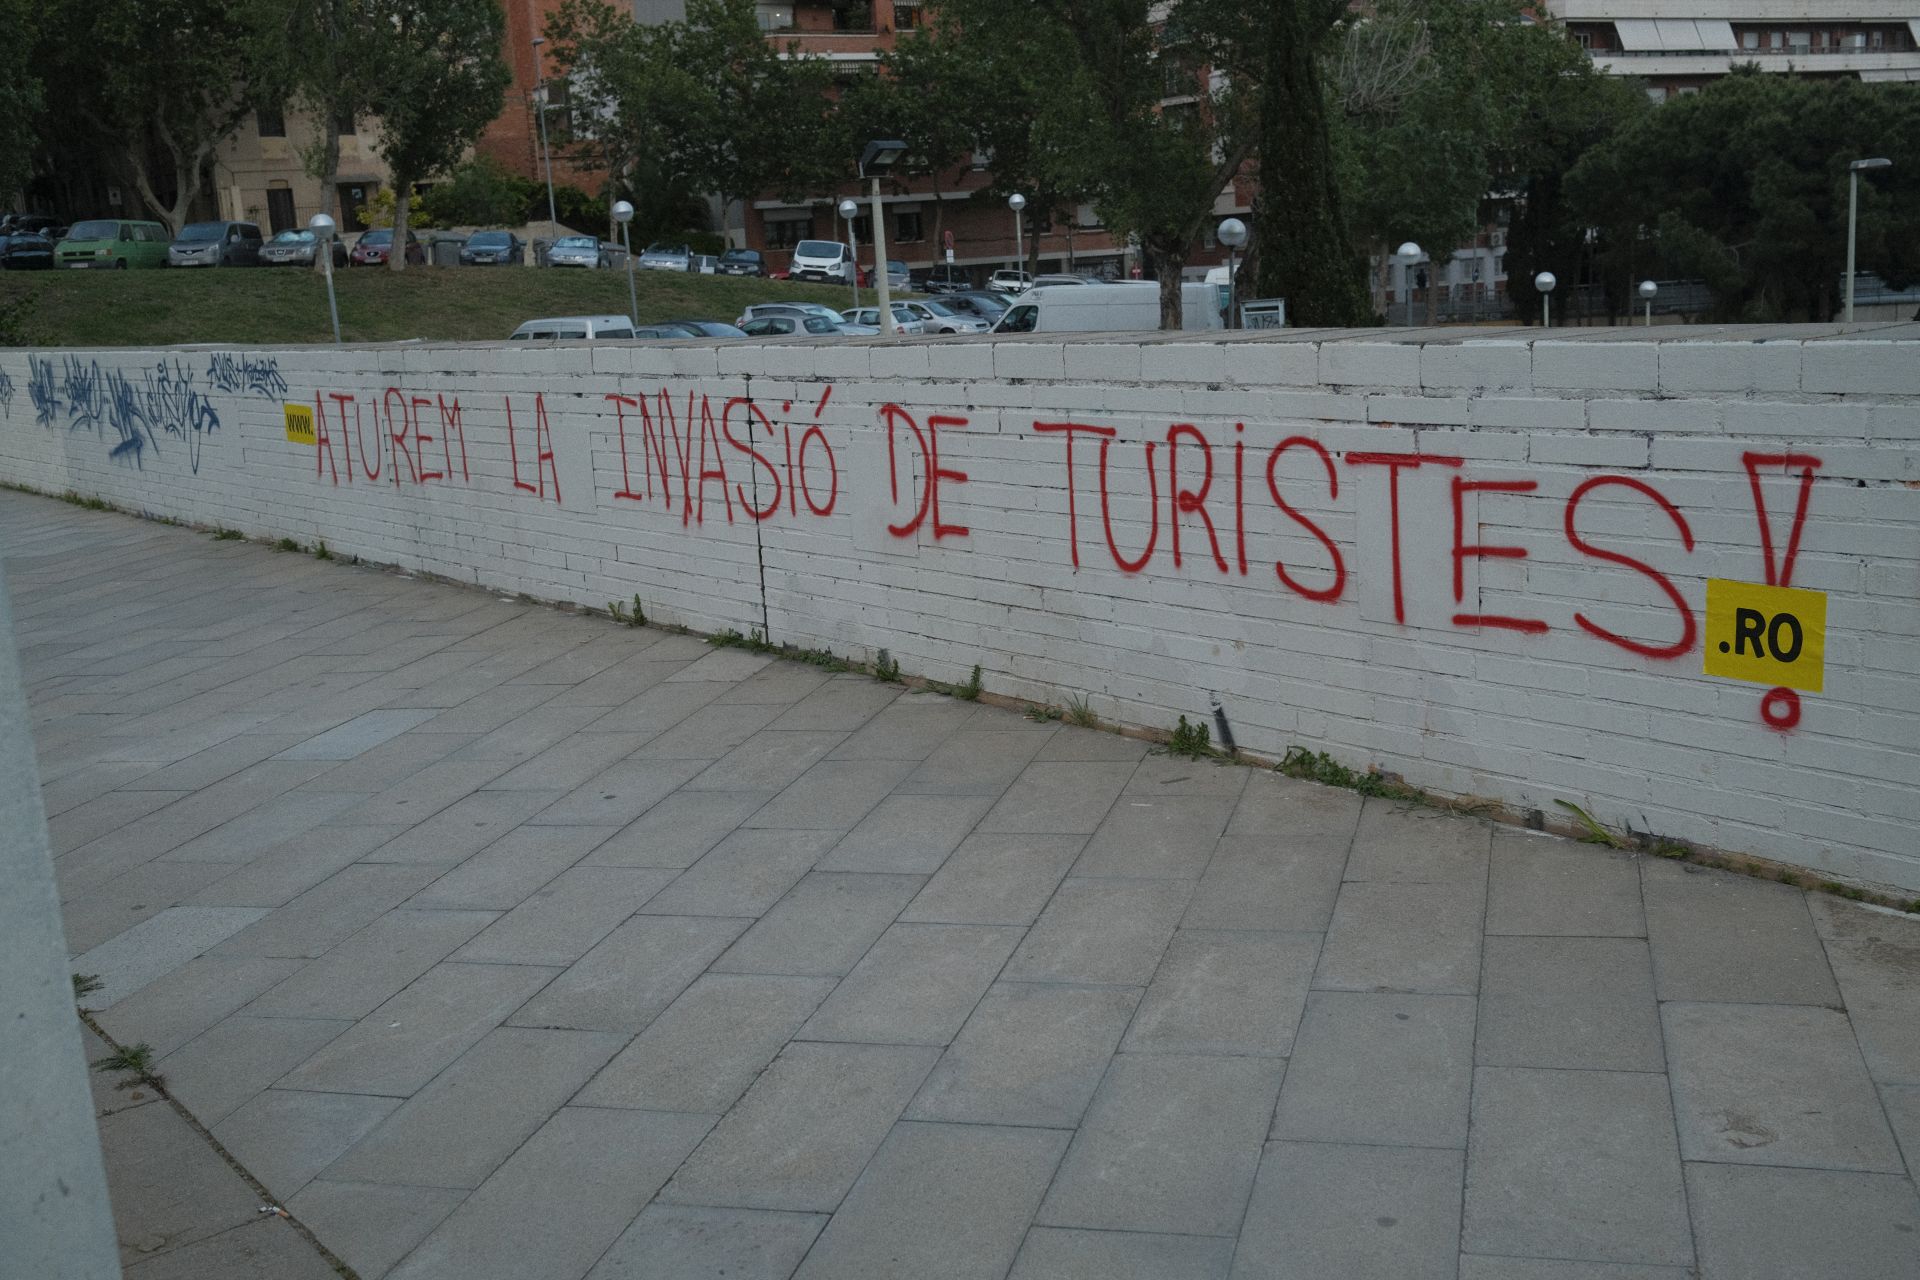 www. ATUREM LA INVASIÓ DE TURISTES! .RO